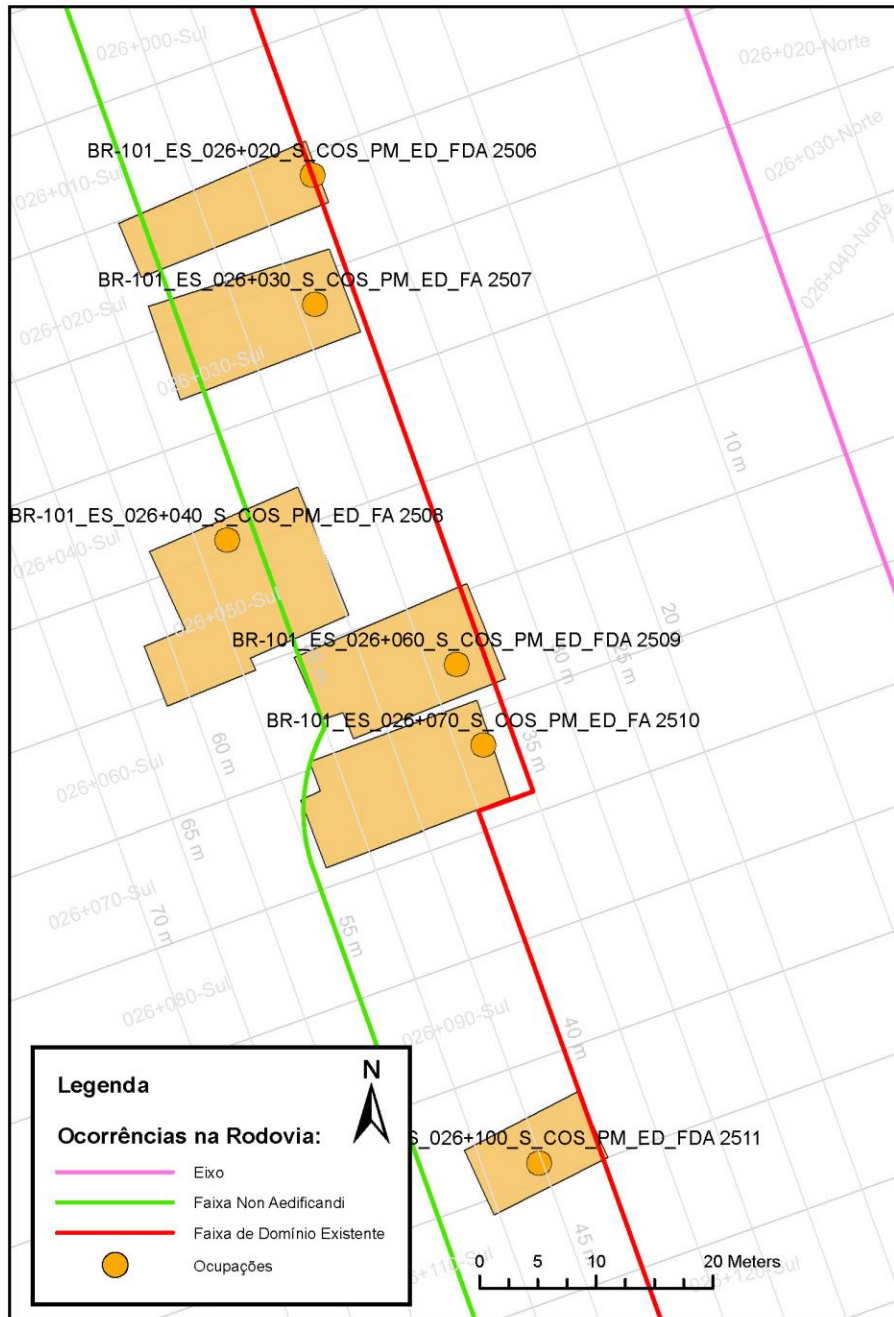 026+000-Sul
026+020-Norte
BR-101_ES_026+020_S_COS_PM_ED_FDA 2506
026+030-Norte
026+010-Sul
026+040-Norte
BR-101_ES_026+030_S_COS_PM_ED_FA 2507
026+020-Sul
026+030-Sul
10 m
BR-101_ES_026+040_S_COS_PM_ED_FA 2508
026+040-Sul
026+050-Sul
20 m
BR-101_ES_026+060_S_COS_PM_ED_FDA 2509
25 m
BR-101_ES_026+070_S_COS_PM_ED_FA 2510
35 m
60 m
026+060-Sul
65 m
026+070-Sul
70 m
55 m
026+080-Sul
026+090-Sul
40 m
S_026+100_S_COS_PM_ED_FDA 2511
45 m
026+120-Sul
Legenda
N
Ocorrências na Rodovia:
Eixo
Faixa Non Aedificandi
Faixa de Domínio Existente
Ocupações
0 5 10 20 Meters